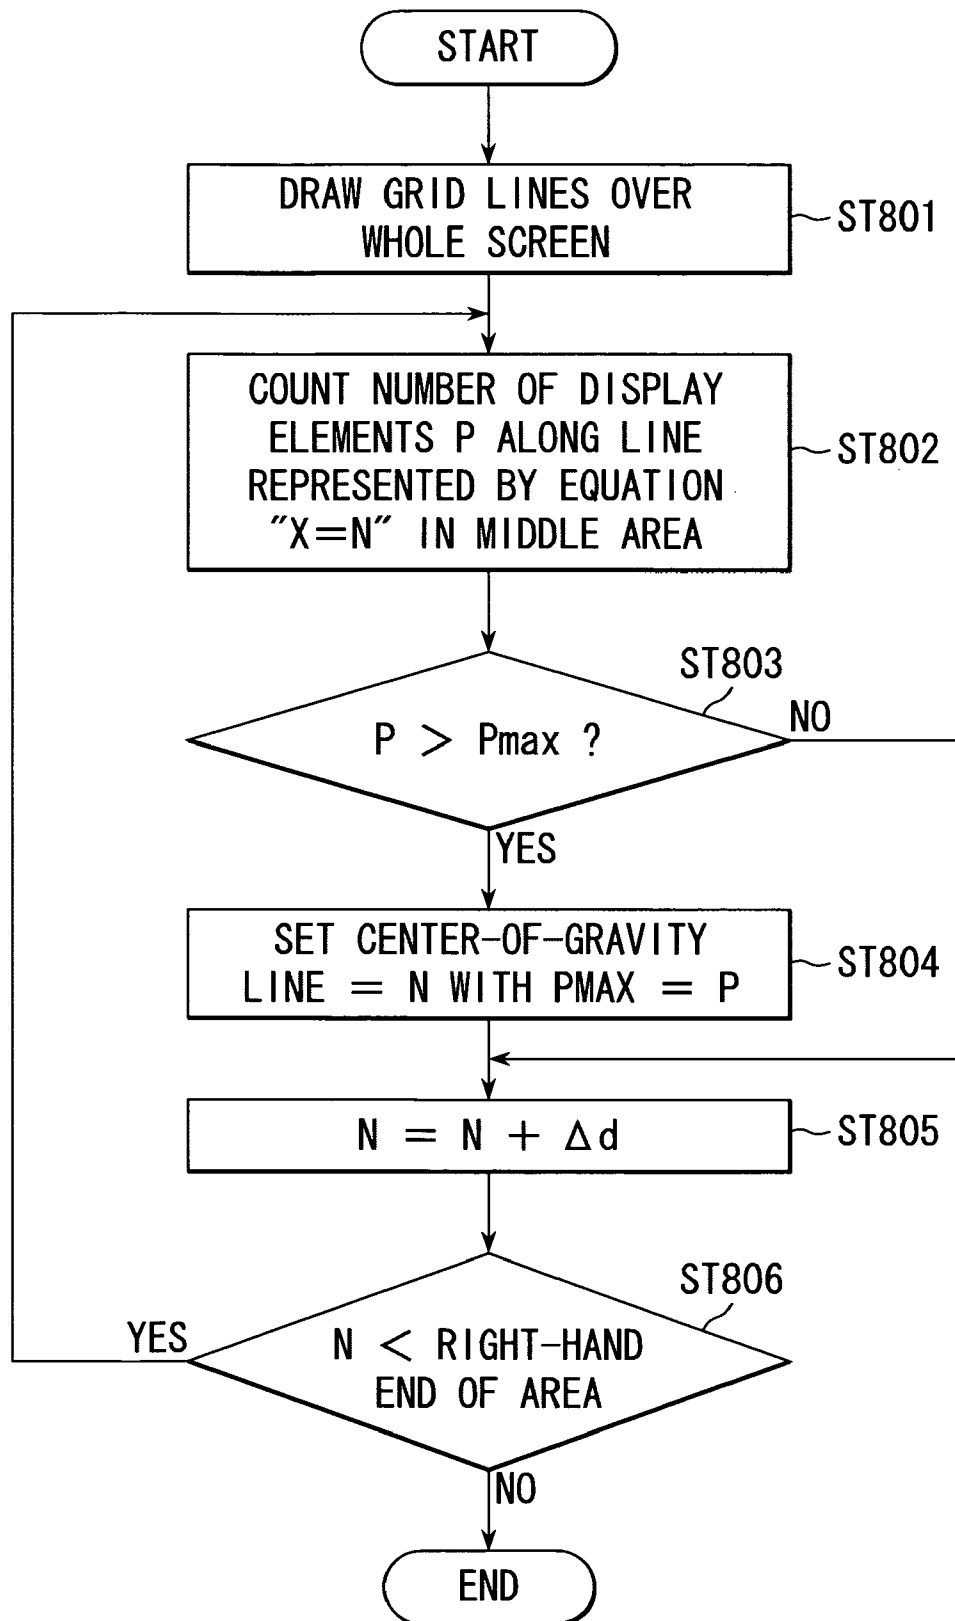 START
DRAW GRID LINES OVER
WHOLE SCREEN
ST801
COUNT NUMBER OF DISPLAY
ELEMENTS P ALONG LINE
REPRESENTED BY EQUATION
"X=N" IN MIDDLE AREA
ST802
ST803
P > Pmax ?
NO
YES
SET CENTER-OF-GRAVITY
LINE = N WITH PMAX = P
ST804
N = N + Δd
ST805
ST806
YES
N < RIGHT-HAND
END OF AREA
NO
END